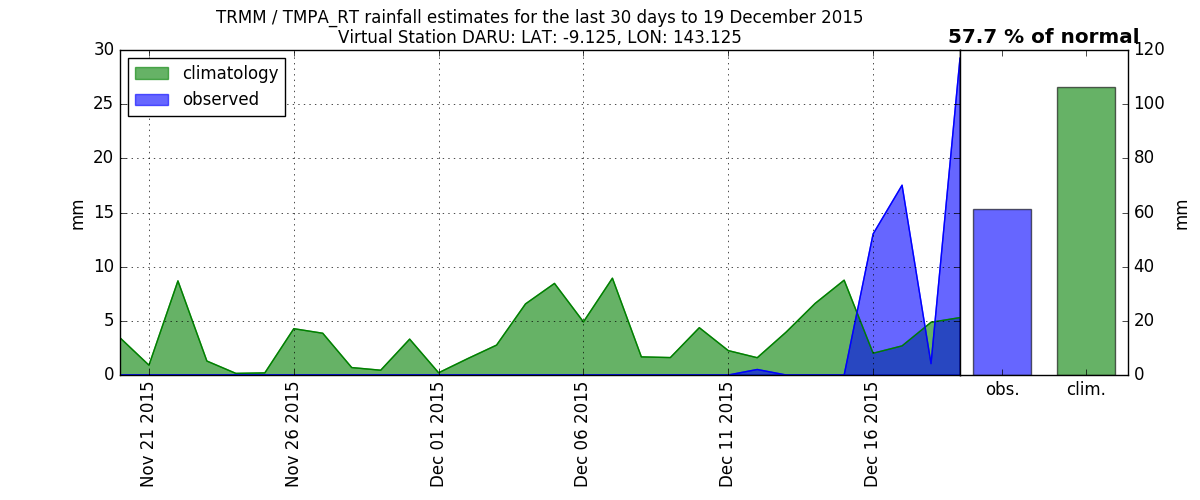 TRMM / TMPA_RT rainfall estimates for the last 30 days to 19 December 2015
Virtual Station DARU: LAT: -9.125, LON: 143.125
57.7 % of normal
climatology
observed
30
25
20
15
10
5
0
mm
Nov 21 2015
Nov 26 2015
Dec 01 2015
Dec 06 2015
Dec 11 2015
Dec 16 2015
obs.
clim.
120
100
80
60
40
20
0
mm